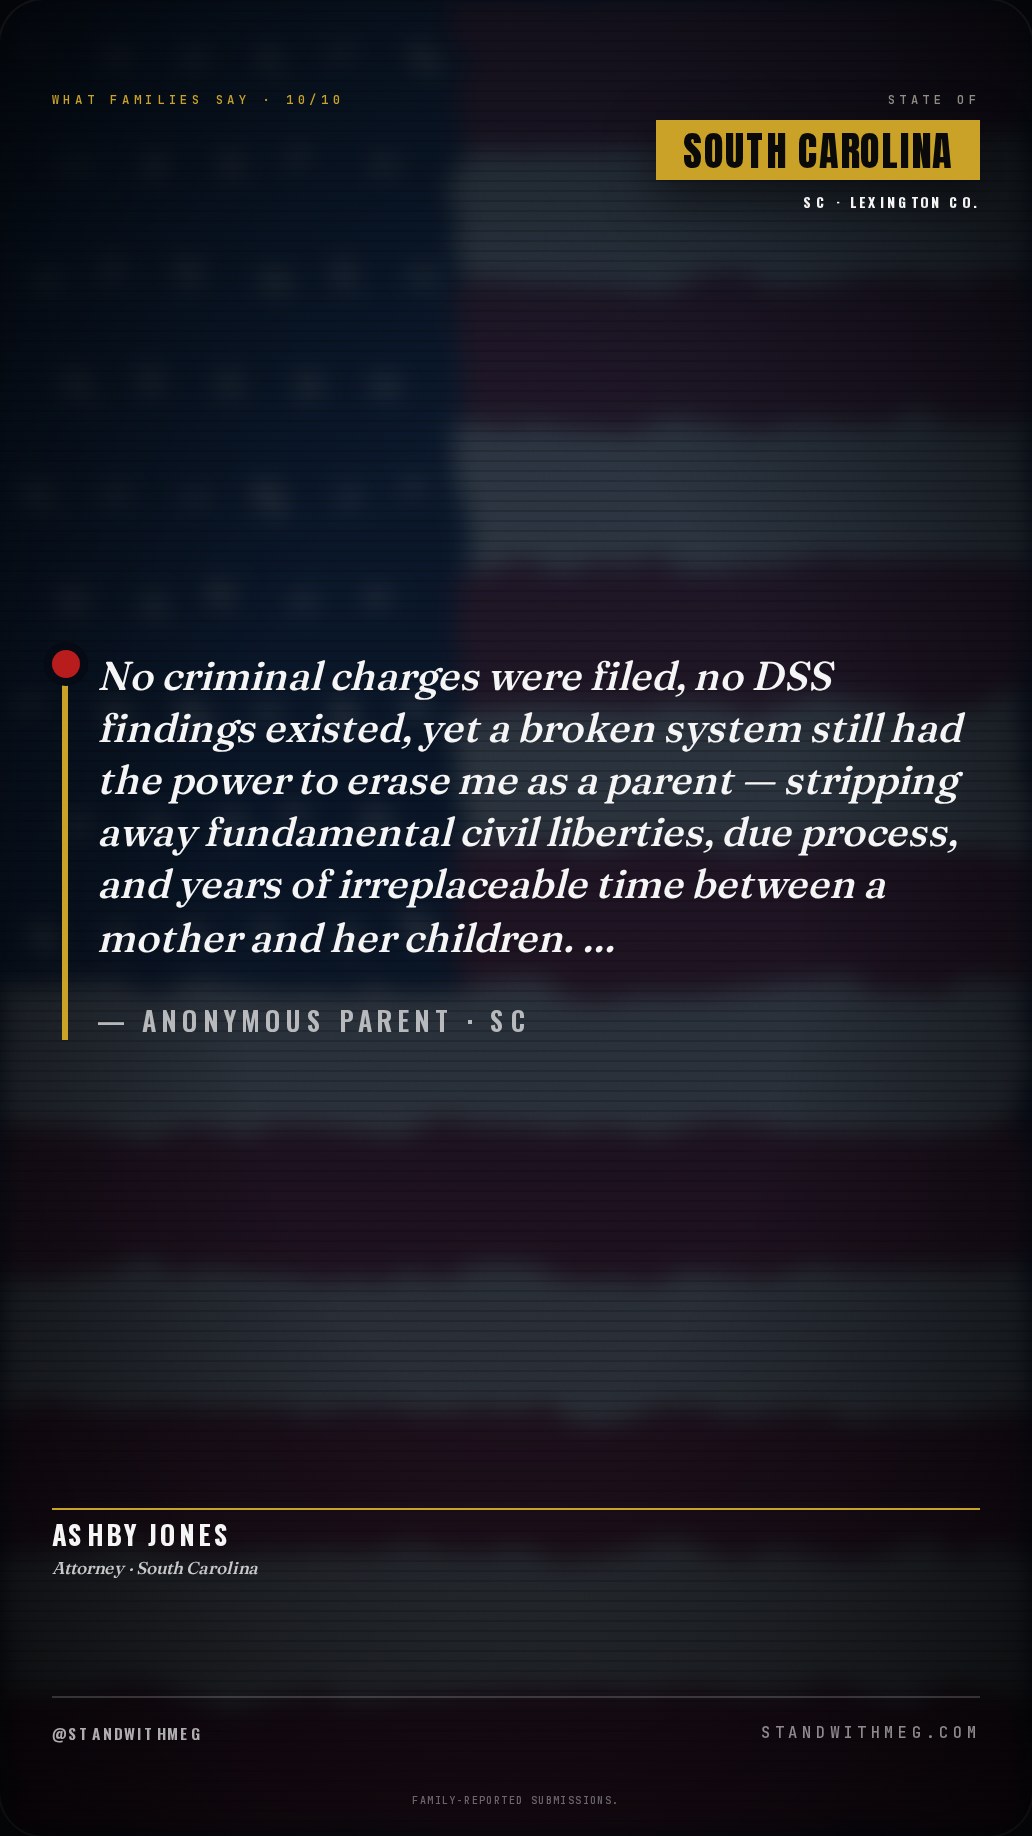 WHAT FAMILIES SAY · 10/10
STATE OF
SOUTH CAROLINA
SC · LEXINGTON CO.
No criminal charges were filed, no DSS
findings existed, yet a broken system still had
the power to erase me as a parent — stripping
away fundamental civil liberties, due process,
and years of irreplaceable time between a
mother and her children. ...
— ANONYMOUS PARENT · SC
ASHBY JONES
Attorney · South Carolina
@STANDWITHMEG
STANDWITHMEG.COM
FAMILY-REPORTED SUBMISSIONS.